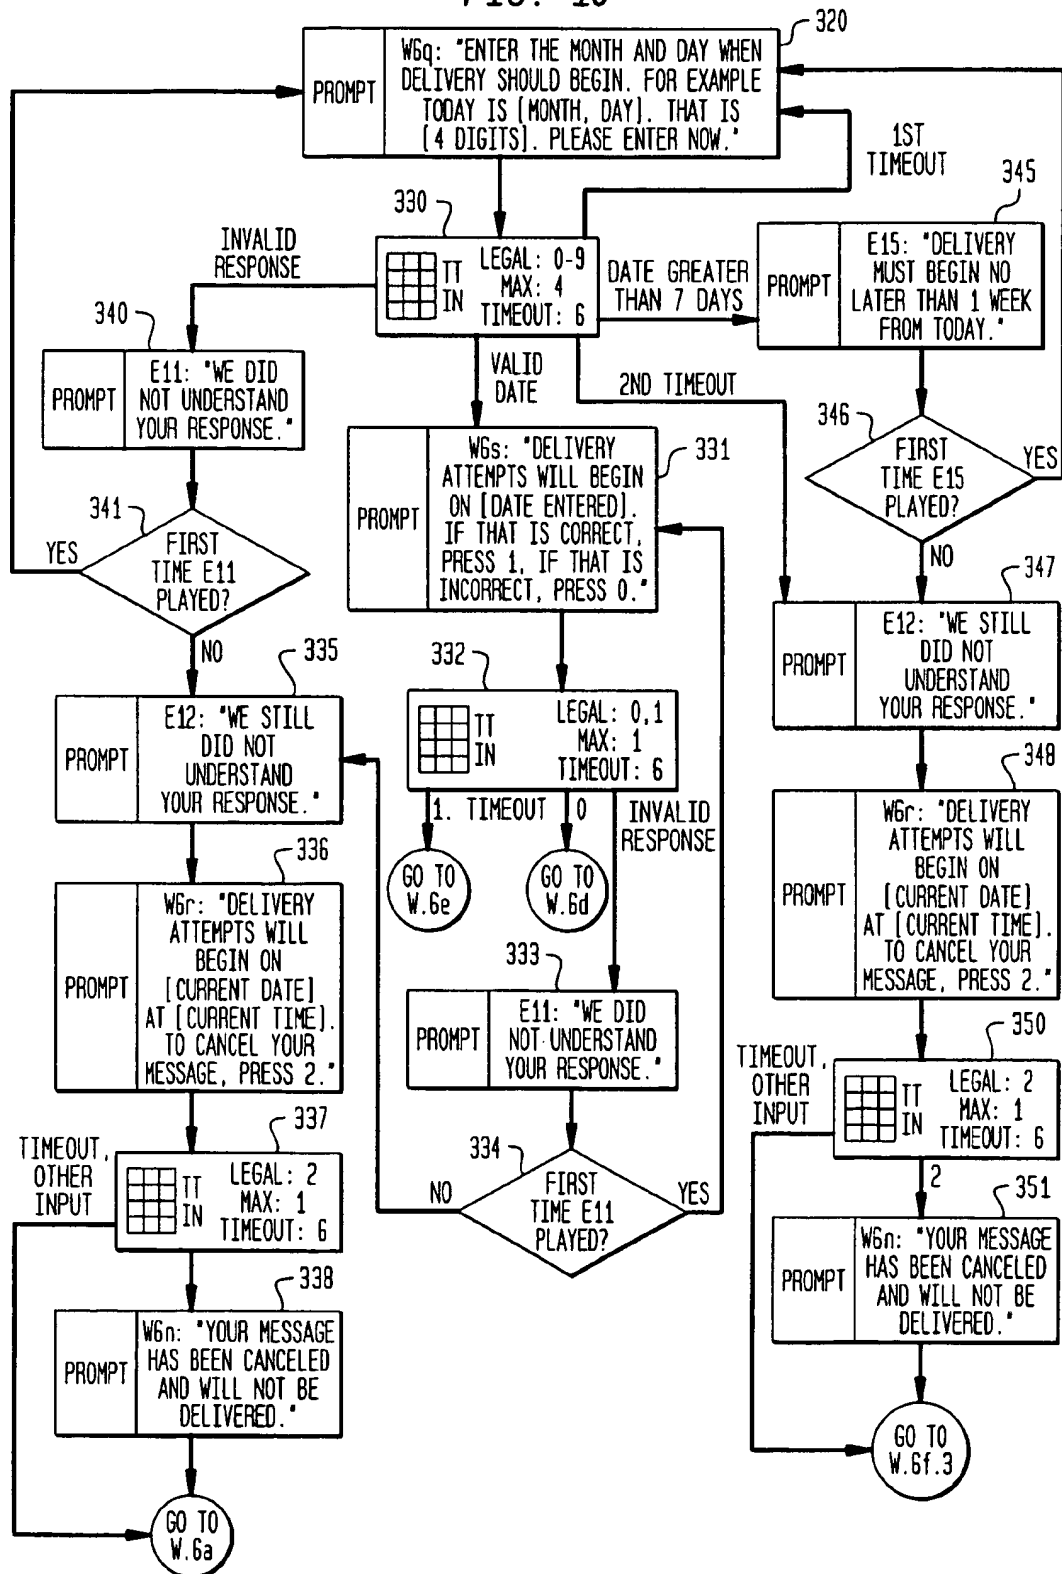 320
PROMPT
W6q: "ENTER THE MONTH AND DAY WHEN
DELIVERY SHOULD BEGIN. FOR EXAMPLE
TODAY IS [MONTH, DAY]. THAT IS
[4 DIGITS]. PLEASE ENTER NOW."
1ST
TIMEOUT
330
TT
IN
LEGAL: 0-9
MAX: 4
TIMEOUT: 6
INVALID
RESPONSE
DATE GREATER
THAN 7 DAYS
345
PROMPT
E15: "DELIVERY
MUST BEGIN NO
LATER THAN 1 WEEK
FROM TODAY."
340
PROMPT
E11: "WE DID
NOT UNDERSTAND
YOUR RESPONSE."
VALID
DATE
2ND TIMEOUT
346
FIRST
TIME E15
PLAYED?
YES
NO
331
PROMPT
W6s: "DELIVERY
ATTEMPTS WILL BEGIN
ON [DATE ENTERED].
IF THAT IS CORRECT,
PRESS 1, IF THAT IS
INCORRECT, PRESS 0."
341
YES
FIRST
TIME E11
PLAYED?
NO
347
PROMPT
E12: "WE STILL
DID NOT
UNDERSTAND
YOUR RESPONSE."
335
PROMPT
E12: "WE STILL
DID NOT
UNDERSTAND
YOUR RESPONSE."
332
TT
IN
LEGAL: 0,1
MAX: 1
TIMEOUT: 6
1. TIMEOUT
0
INVALID
RESPONSE
GO TO
W.6e
GO TO
W.6d
348
PROMPT
W6r: "DELIVERY
ATTEMPTS WILL
BEGIN ON
[CURRENT DATE]
AT [CURRENT TIME].
TO CANCEL YOUR
MESSAGE, PRESS 2."
336
PROMPT
W6r: "DELIVERY
ATTEMPTS WILL
BEGIN ON
[CURRENT DATE]
AT [CURRENT TIME].
TO CANCEL YOUR
MESSAGE, PRESS 2."
333
PROMPT
E11: "WE DID
NOT UNDERSTAND
YOUR RESPONSE."
334
NO
FIRST
TIME E11
PLAYED?
YES
350
TIMEOUT,
OTHER
INPUT
TT
IN
LEGAL: 2
MAX: 1
TIMEOUT: 6
2
337
TIMEOUT,
OTHER
INPUT
TT
IN
LEGAL: 2
MAX: 1
TIMEOUT: 6
351
PROMPT
W6n: "YOUR MESSAGE
HAS BEEN CANCELED
AND WILL NOT BE
DELIVERED."
338
PROMPT
W6n: "YOUR MESSAGE
HAS BEEN CANCELED
AND WILL NOT BE
DELIVERED."
GO TO
W.6f.3
GO TO
W.6a